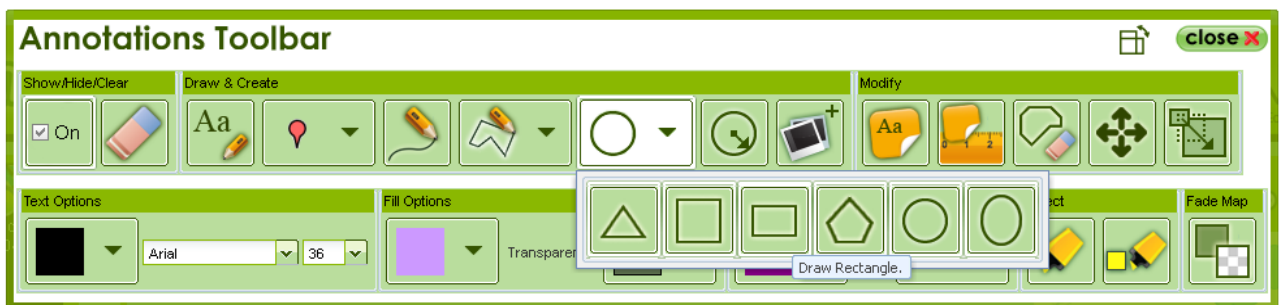 Annotations Toolbar
close
Show/Hide/Clear
Draw & Create
Modify
On
Aa
Aa
0 1 2
Text Options
Fill Options
Fade Map
Arial
36
Draw Rectangle.